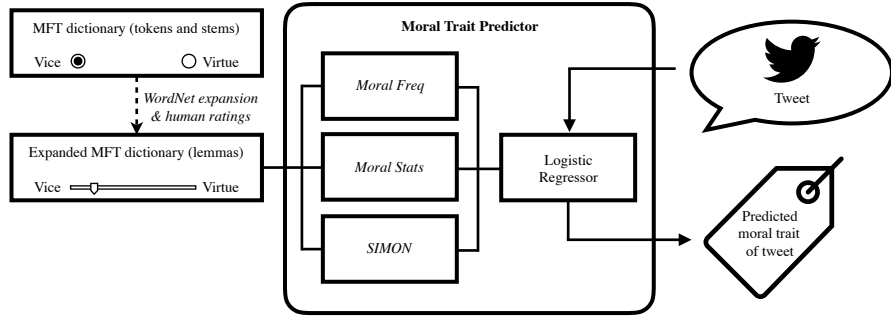 MFT dictionary (tokens and stems)
Vice Virtue
WordNet expansion
& human ratings
Expanded MFT dictionary (lemmas)
Vice Virtue
Moral Trait Predictor
Moral Freq
Moral Stats
SIMON
Logistic
Regressor
Tweet
Predicted
moral trait
of tweet